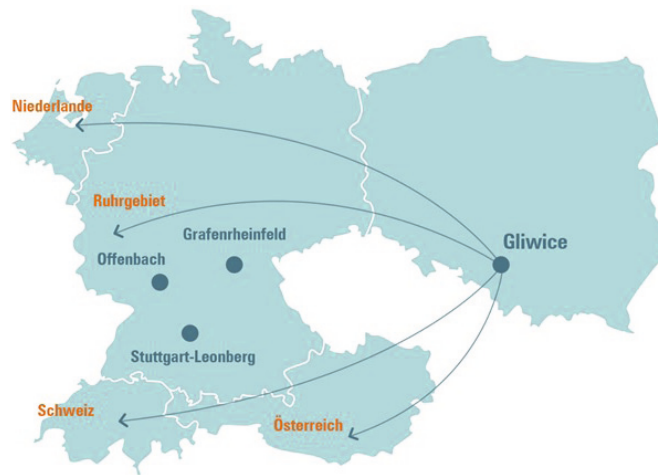 Niederlande
Ruhrgebiet
Grafenrheinfeld
Gliwice
Offenbach
Stuttgart-Leonberg
Schweiz
Österreich